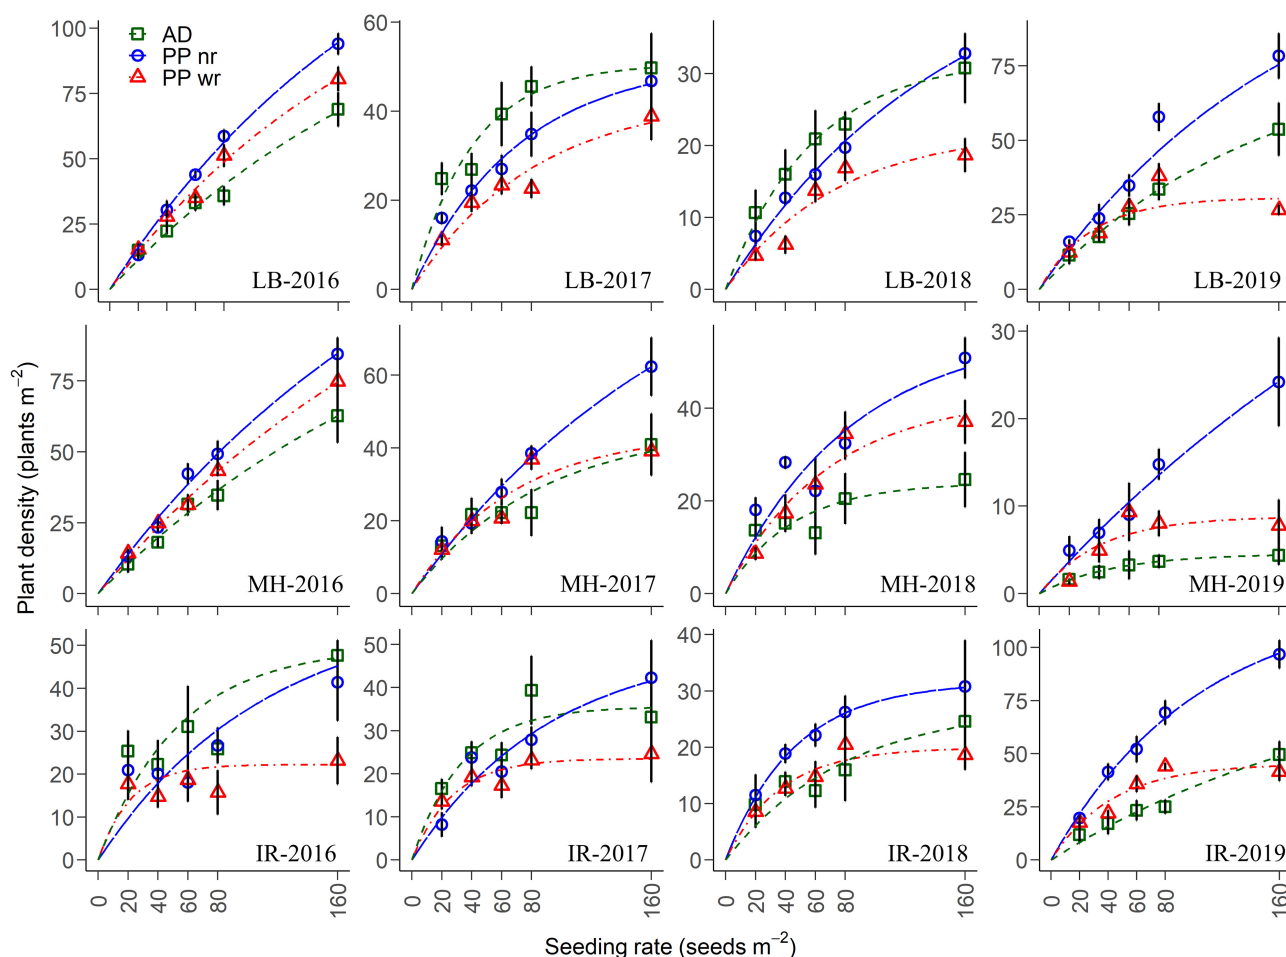 AD
PP nr
PP wr
100
75
50
25
0
LB-2016
60
40
20
0
LB-2017
30
20
10
0
LB-2018
75
50
25
0
LB-2019
Plant density (plants m−2)
75
50
25
0
MH-2016
60
40
20
0
MH-2017
40
20
0
MH-2018
30
20
10
0
MH-2019
50
40
30
20
10
0
IR-2016
50
40
30
20
10
0
IR-2017
40
30
20
10
0
IR-2018
100
75
50
25
0
IR-2019
0 20 40 60 80 160
0 20 40 60 80 160
0 20 40 60 80 160
0 20 40 60 80 160
Seeding rate (seeds m−2)